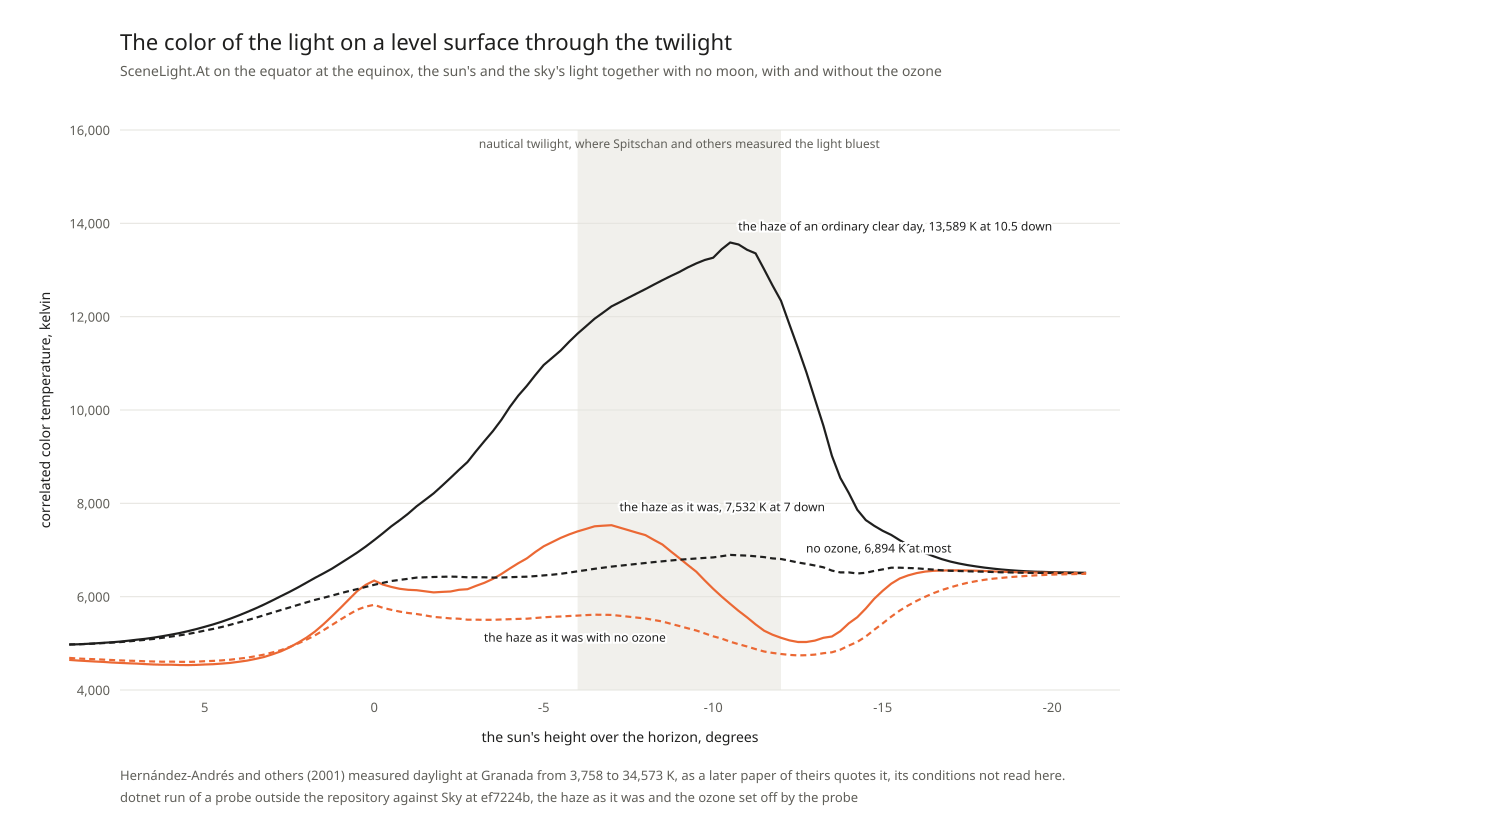 The color of the light on a level surface through the twilight
SceneLight.At on the equator at the equinox, the sun's and the sky's light together with no moon, with and without the ozone
16,000
nautical twilight, where Spitschan and others measured the light bluest
14,000
the haze of an ordinary clear day, 13,589 K at 10.5 down
12,000
correlated color temperature, kelvin
10,000
8,000
the haze as it was, 7,532 K at 7 down
no ozone, 6,894 K at most
6,000
the haze as it was with no ozone
4,000
5 0 -5 -10 -15 -20
the sun's height over the horizon, degrees
Hernández-Andrés and others (2001) measured daylight at Granada from 3,758 to 34,573 K, as a later paper of theirs quotes it, its conditions not read here.
dotnet run of a probe outside the repository against Sky at ef7224b, the haze as it was and the ozone set off by the probe